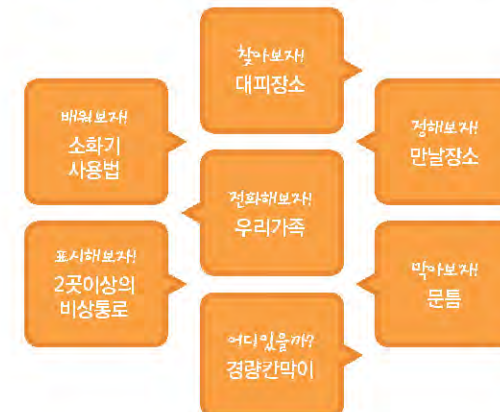 찾아보자!
대피장소
배워보자!
소화기
사용법
정해보자!
만날장소
전화해보자!
우리가족
표시해보자!
2곳이상의
비상통로
막아보자!
문틈
어디있을까?
경량칸막이